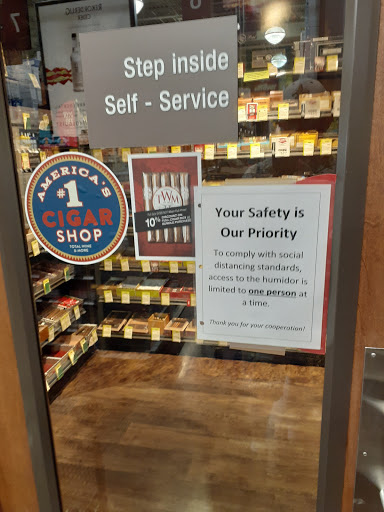 Step inside
Self - Service
AMERICA'S
#1
CIGAR
SHOP
TOTAL WINE
& MORE
TWM
10%
Your Safety is
Our Priority
To comply with social
distancing standards,
access to the humidor is
limited to one person at
a time.
Thank you for your cooperation!
7